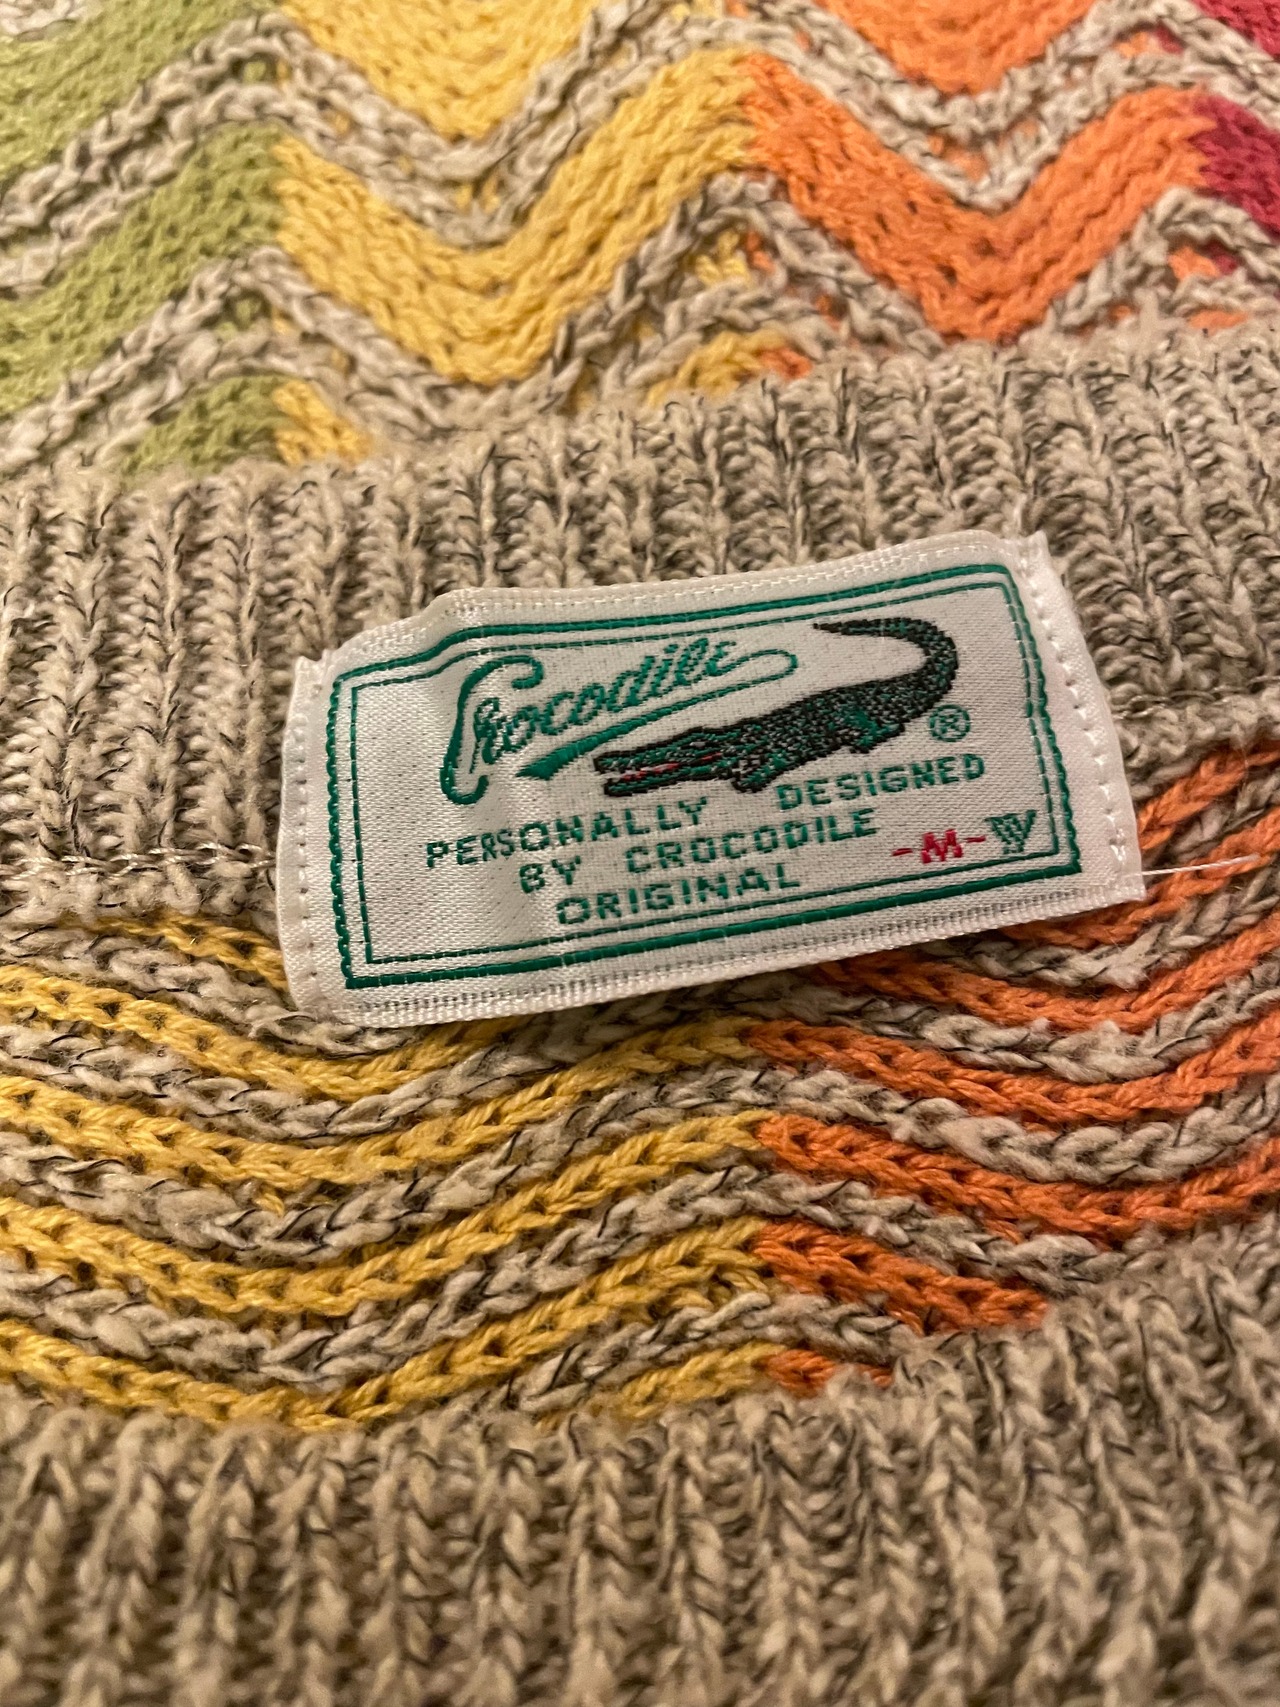 Crocodile ®
PERSONALLY DESIGNED
BY CROCODILE
ORIGINAL
-M-W